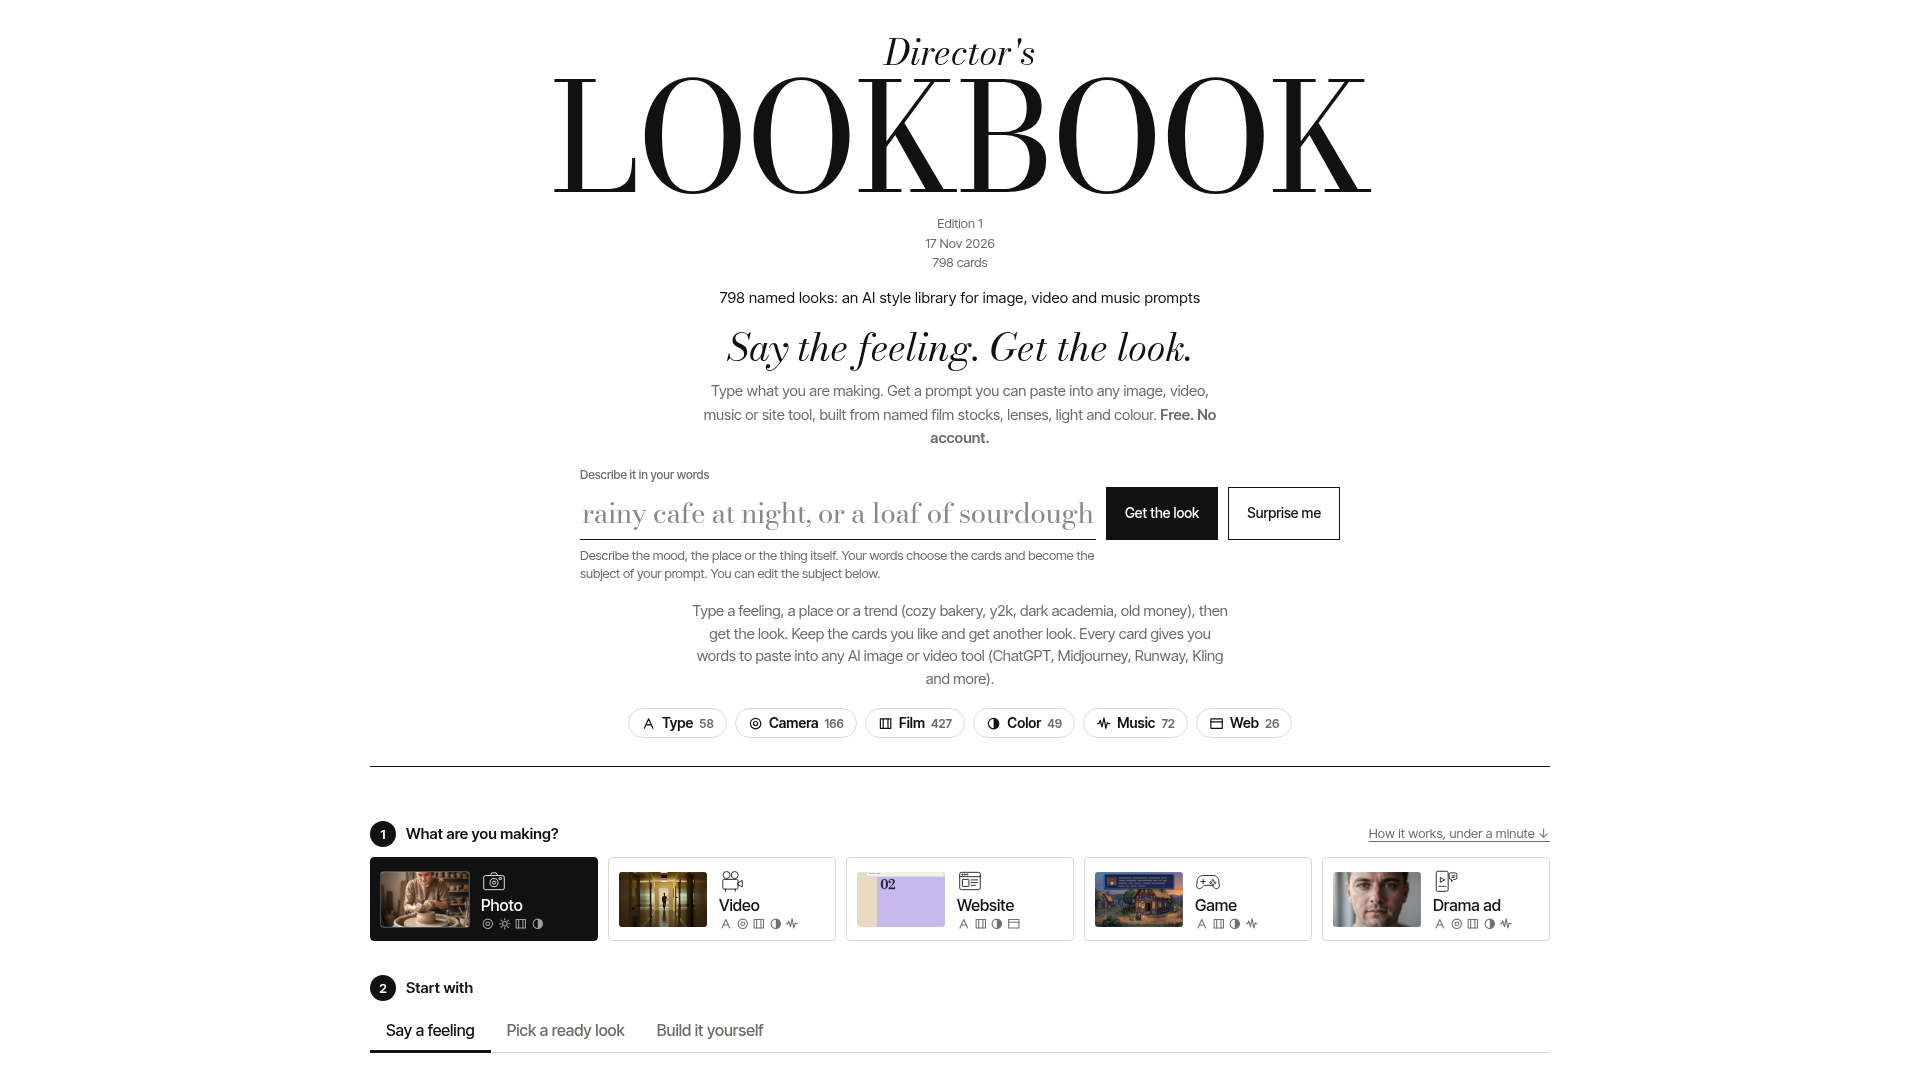 Director's
LOOKBOOK
Edition 1
17 Nov 2026
798 cards
798 named looks: an AI style library for image, video and music prompts
Say the feeling. Get the look.
Type what you are making. Get a prompt you can paste into any image, video,
music or site tool, built from named film stocks, lenses, light and colour. Free. No
account.
Describe it in your words
rainy cafe at night, or a loaf of sourdough
Get the look
Surprise me
Describe the mood, the place or the thing itself. Your words choose the cards and become the
subject of your prompt. You can edit the subject below.
Type a feeling, a place or a trend (cozy bakery, y2k, dark academia, old money), then
get the look. Keep the cards you like and get another look. Every card gives you
words to paste into any AI image or video tool (ChatGPT, Midjourney, Runway, Kling
and more).
Type 58
Camera 166
Film 427
Color 49
Music 72
Web 26
1 What are you making?
How it works, under a minute ↓
Photo
Video
02
Website
Game
Drama ad
2 Start with
Say a feeling
Pick a ready look
Build it yourself